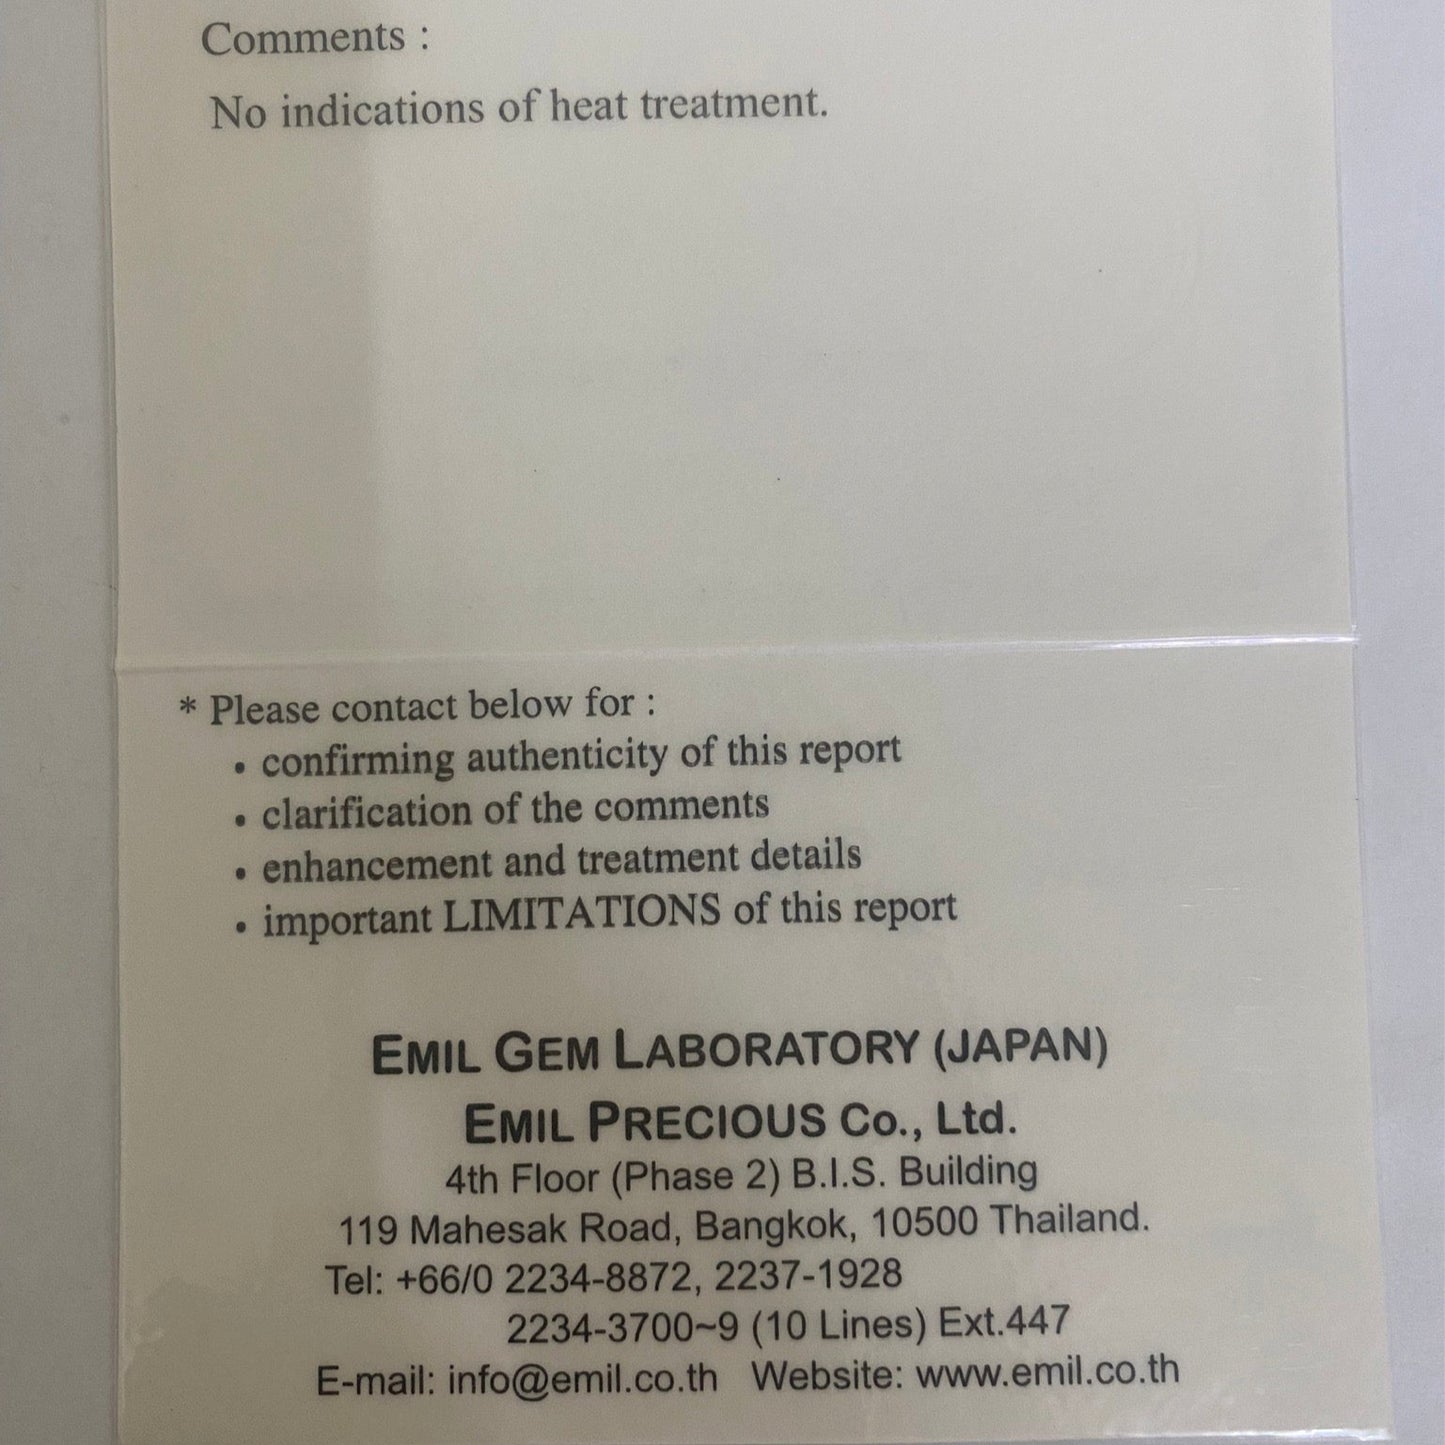 Comments :
No indications of heat treatment.
* Please contact below for :
• confirming authenticity of this report
• clarification of the comments
• enhancement and treatment details
• important LIMITATIONS of this report
EMIL GEM LABORATORY (JAPAN)
EMIL PRECIOUS Co., Ltd.
4th Floor (Phase 2) B.I.S. Building
119 Mahesak Road, Bangkok, 10500 Thailand.
Tel: +66/0 2234-8872, 2237-1928
2234-3700~9 (10 Lines) Ext.447
E-mail: info@emil.co.th Website: www.emil.co.th